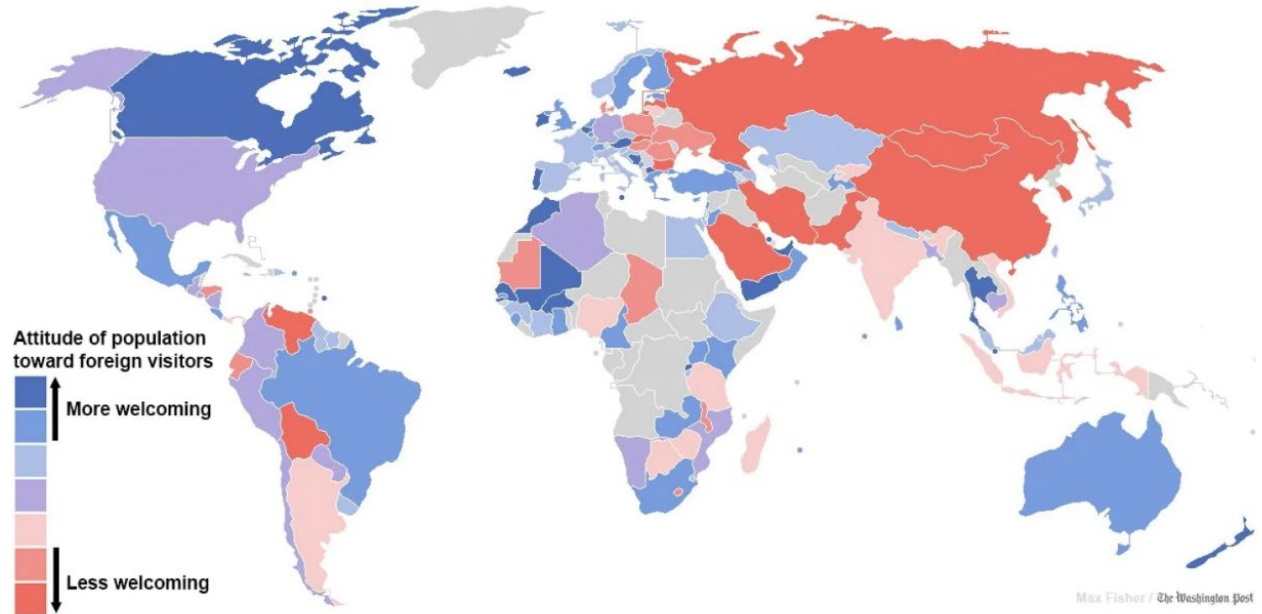 Attitude of population
toward foreign visitors
More welcoming
Less welcoming
Max Fisher / The Washington Post